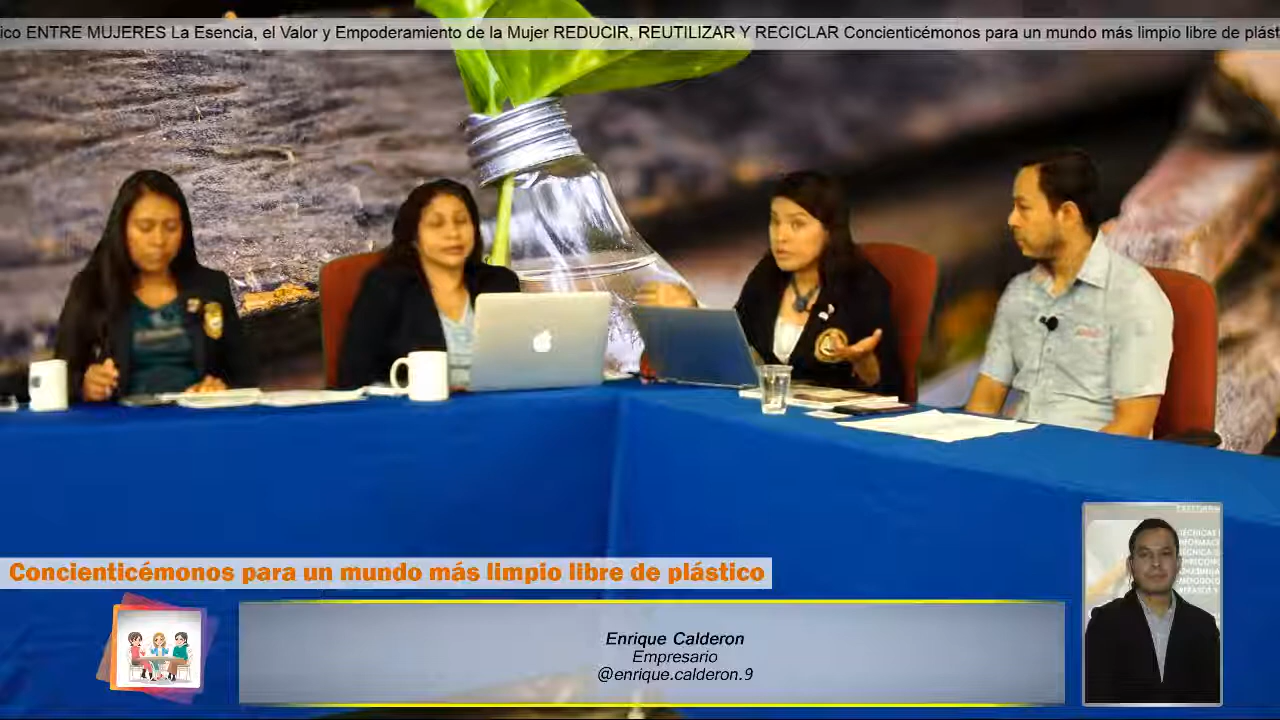 ico ENTRE MUJERES La Esencia, el Valor y Empoderamiento de la Mujer REDUCIR, REUTILIZAR Y RECICLAR Concienticémonos para un mundo más limpio libre de plást
Concienticémonos para un mundo más limpio libre de plástico
Enrique Calderon
Empresario
@enrique.calderon.9